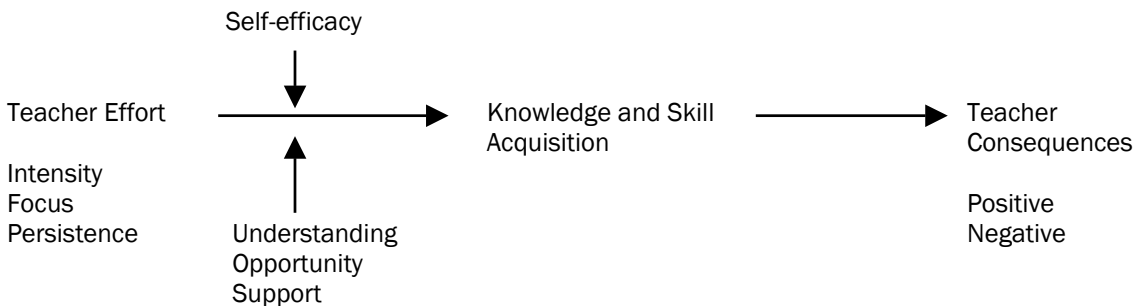 Self-efficacy
Teacher Effort
Knowledge and Skill
Acquisition
Teacher
Consequences
Intensity
Focus
Persistence
Understanding
Opportunity
Support
Positive
Negative